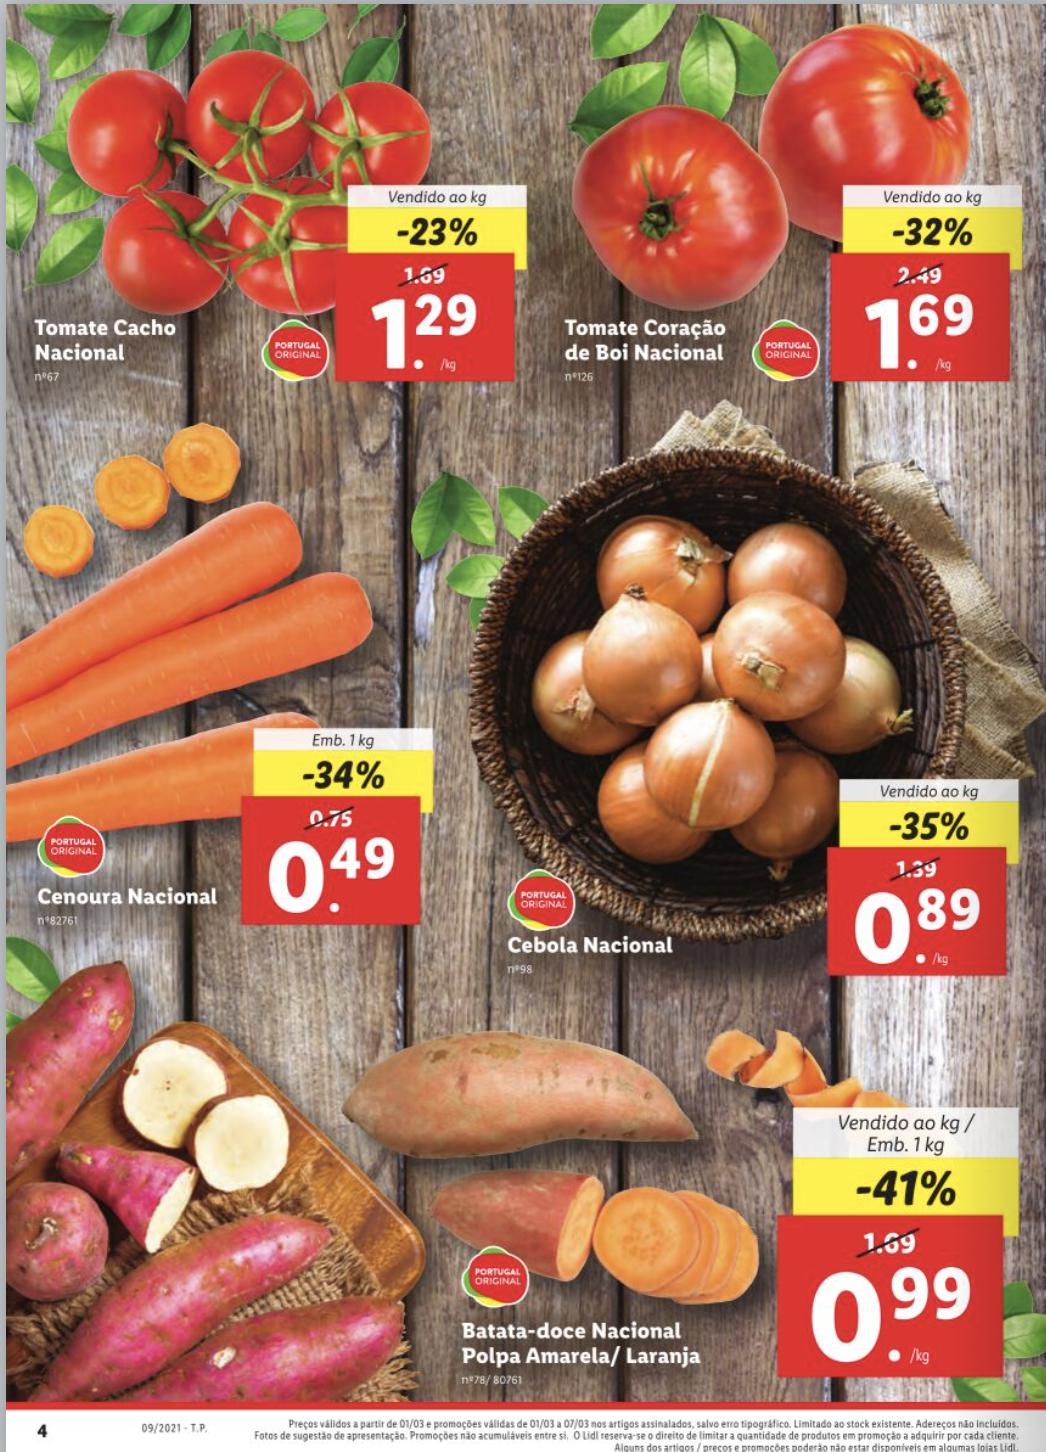 Vendido ao kg
-23%
1.69
1.29
/kg
Tomate Cacho
Nacional
nº67
PORTUGAL
ORIGINAL
Vendido ao kg
-32%
2.49
1.69
/kg
Tomate Coração
de Boi Nacional
nº126
PORTUGAL
ORIGINAL
Emb. 1 kg
-34%
0.75
0.49
PORTUGAL
ORIGINAL
Cenoura Nacional
nº82761
Vendido ao kg
-35%
1.39
0.89
/kg
PORTUGAL
ORIGINAL
Cebola Nacional
nº98
Vendido ao kg /
Emb. 1 kg
-41%
1.69
0.99
/kg
PORTUGAL
ORIGINAL
Batata-doce Nacional
Polpa Amarela/ Laranja
nº78/ 80761
4
09/2021 - T.P.
Preços válidos a partir de 01/03 e promoções válidas de 01/03 a 07/03 nos artigos assinalados, salvo erro tipográfico. Limitado ao stock existente. Adereços não incluídos.
Fotos de sugestão de apresentação. Promoções não acumuláveis entre si. O Lidl reserva-se o direito de limitar a quantidade de produtos em promoção a adquirir por cada cliente.
Alguns dos artigos / preços e promoções poderão não estar disponíveis em algumas lojas Lidl.